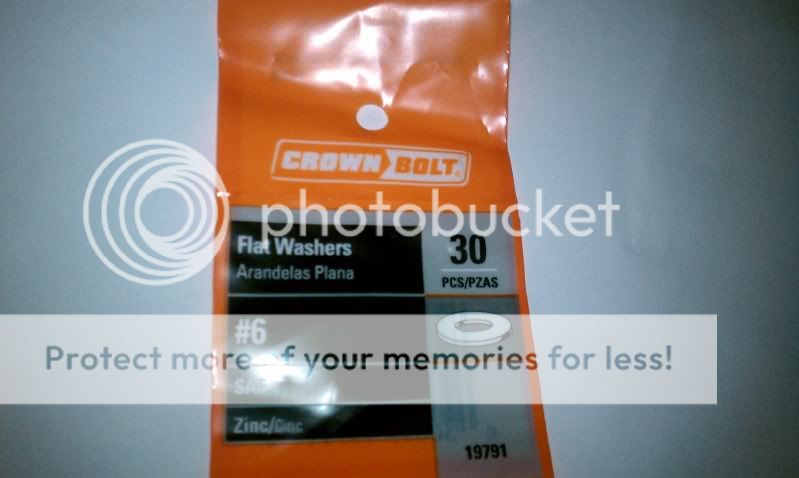 CROWN BOLT
photobucket
Flat Washers
Arandelas Plana
30
PCS/PZAS
#6
Protect more of your memories for less!
Zinc/Cinc
19791